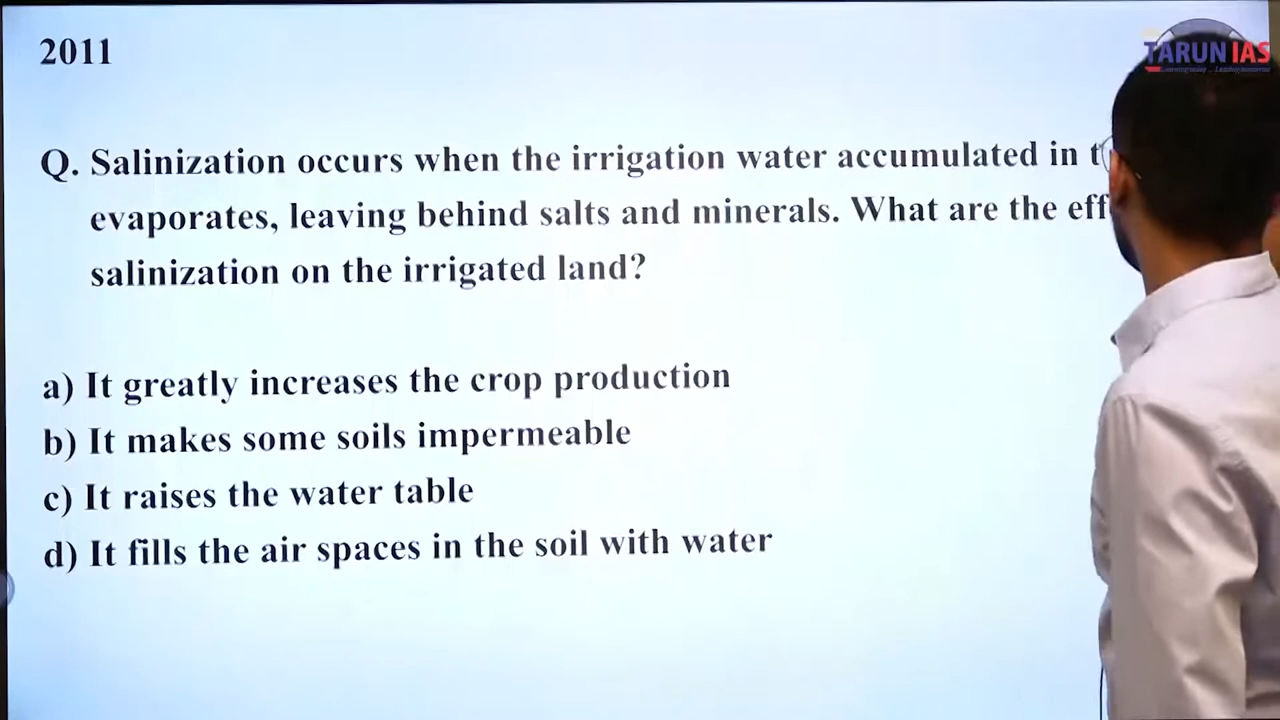 2011
TARUN IAS
Q. Salinization occurs when the irrigation water accumulated in
evaporates, leaving behind salts and minerals. What are the
salinization on the irrigated land?
a) It greatly increases the crop production
b) It makes some soils impermeable
c) It raises the water table
d) It fills the air spaces in the soil with water